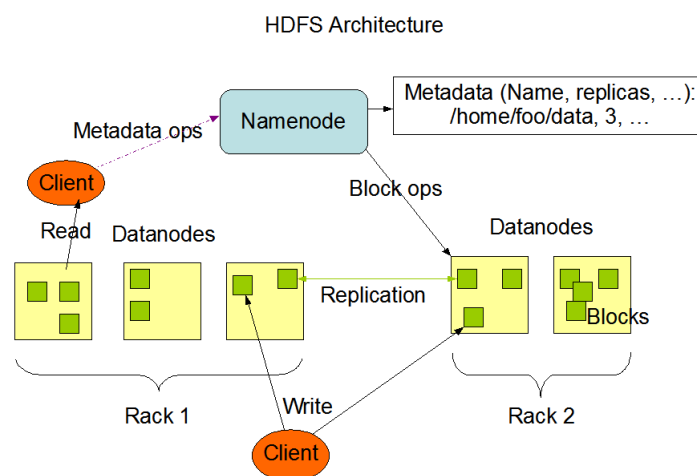 HDFS Architecture
Metadata (Name, replicas, …):
/home/foo/data, 3, …
Namenode
Metadata ops
Client
Block ops
Read
Datanodes
Datanodes
Replication
Blocks
Rack 1
Write
Rack 2
Client